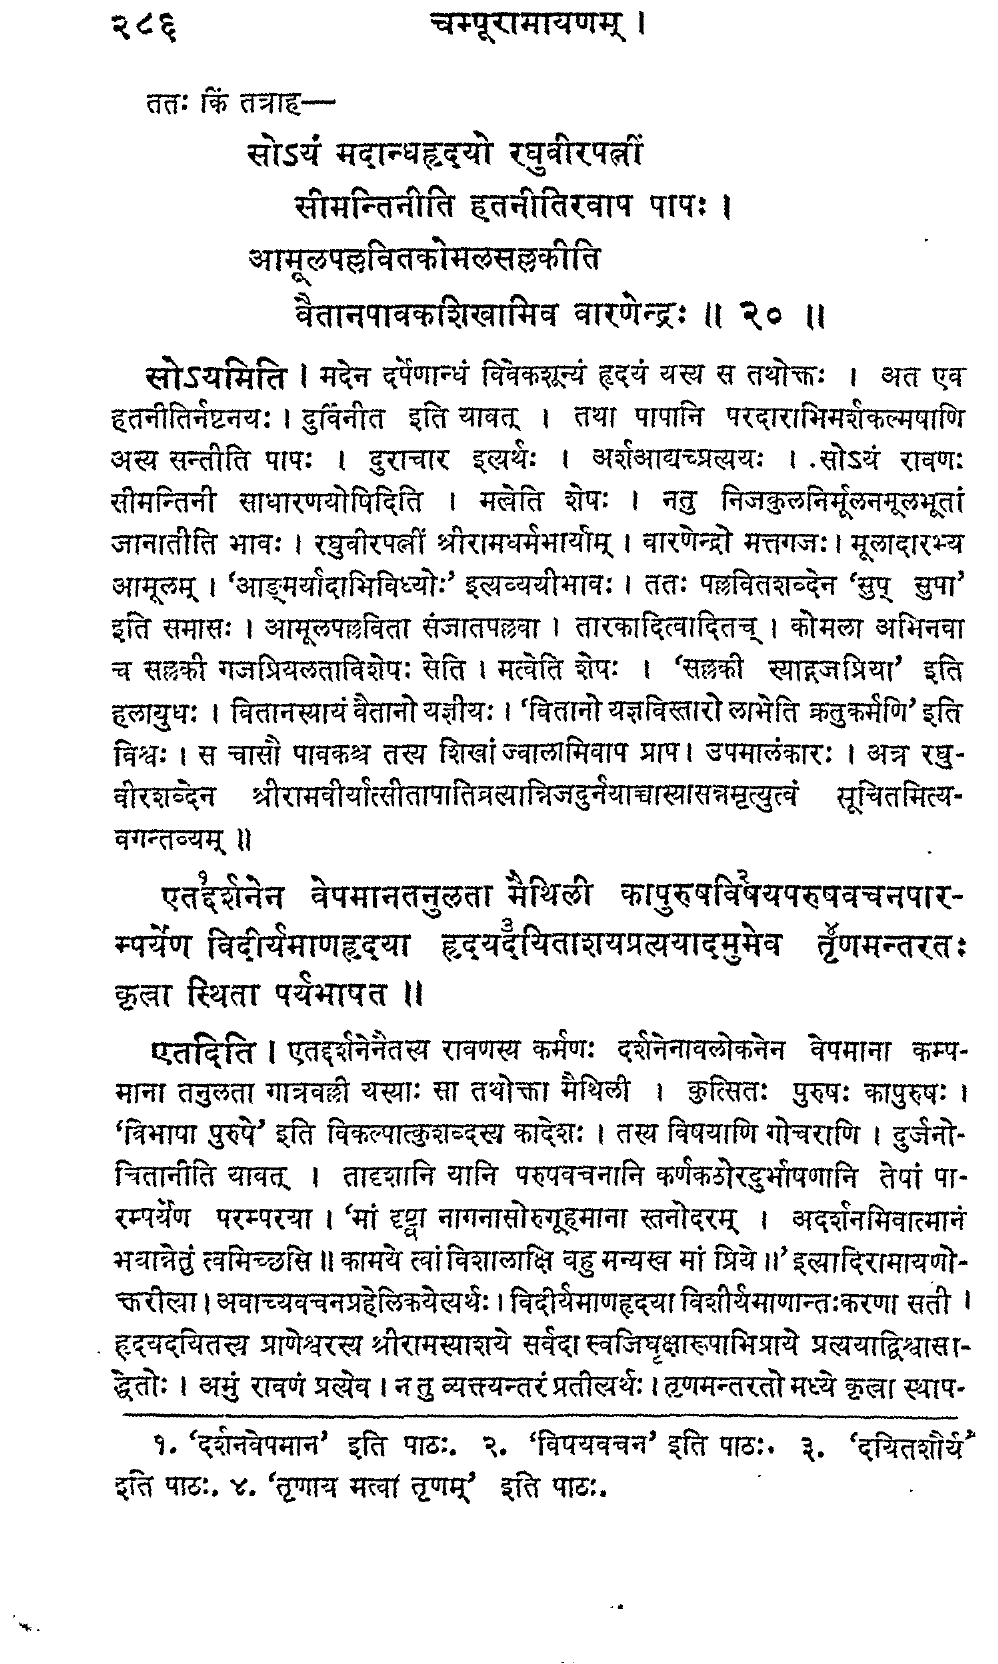 २८६ चम्पूरामायणम् ।
ततः किं तत्राह—
सोऽयं मदान्धहृदयो रघुवीरपत्नीं
सीमन्तिनीति हतनीतिरवाप पापः ।
आमूलपल्लवितकोमलसल्लकीति
वैतानपावकशिखामिव वारणेन्द्रः ॥ २० ॥
सोऽयमिति । मदेन दर्पेणान्धं विवेकशून्यं हृदयं यस्य स तथोक्तः । अत एव
हतनीतिर्नष्टनयः । दुर्विनीत इति यावत् । तथा पापानि परदाराभिमर्शकल्मषाणि
अस्य सन्तीति पापः । दुराचार इत्यर्थः । अर्शआद्यच्प्रत्ययः । सोऽयं रावणः
सीमन्तिनी साधारणयोषिदिति । मत्वेति शेषः । नतु निजकुलनिर्मूलनमूलभूतां
जानातीति भावः । रघुवीरपत्नीं श्रीरामधर्मभार्याम् । वारणेन्द्रो मत्तगजः । मूलादारभ्य
आमूलम् । ‘आङ्मर्यादाभिविध्योः’ इत्यव्ययीभावः । ततः पल्लवितशब्देन ‘सुप् सुपा’
इति समासः । आमूलपल्लविता संजातपल्लवा । तारकादित्वादितच् । कोमला अभिनवा
च सल्लकी गजप्रियलताविशेषः सेति । मत्वेति शेषः । ‘सल्लकी स्याद्गजप्रिया’ इति
हलायुधः । वितानस्यायं वैतानो यज्ञीयः । ‘वितानो यज्ञविस्तारोल्लाभेति क्रतुकर्मणि’ इति
विश्वः । स चासौ पावकश्च तस्य शिखां ज्वालामिवाप प्राप । उपमालंकारः । अत्र रघु-
वीरशब्देन श्रीरामवीर्यात्सीतापातिव्रत्यान्निजदुर्नयाच्चास्यासन्नमृत्युत्वं सूचितमित्य-
वगन्तव्यम् ॥
एतद्दर्शनेन वेपमानतनुलता मैथिली कापुरुषविषयपरुषवचनपार-
म्पर्येण विदीर्यमाणहृदया हृदयदयिताशयप्रत्ययादमुमेव तृणमन्तरतः
कृत्वा स्थिता पर्यभाषत ॥
एतदिति । एतद्दर्शनेनैतस्य रावणस्य कर्मणः दर्शनेनावलोकनेन वेपमाना कम्प-
माना तनुलता गात्रवल्ली यस्याः सा तथोक्ता मैथिली । कुत्सितः पुरुषः कापुरुषः ।
‘विभाषा पुरुषे’ इति विकल्पात्कुशब्दस्य कादेशः । तस्य विषयाणि गोचराणि । दुर्जनो-
चितानीति यावत् । तादृशानि यानि परुषवचनानि कर्णकठोरदुर्भाषणानि तेषां पा-
रम्पर्येण परम्परया । ‘मां दृष्ट्वा नागनासोरुगूहमाना स्तनोदरम् । अदर्शनमिवात्मानं
भयान्नेतुं त्वमिच्छसि ॥ कामये त्वां विशालाक्षि बहु मन्यस्व मां प्रिये ॥’ इत्यादिरामायणो-
क्तरीत्या । अवाच्यवचनप्रहेलिकयेत्यर्थः । विदीर्यमाणहृदया विशीर्यमाणान्तःकरणा सती ।
हृदयदयितस्य प्राणेश्वरस्य श्रीरामस्याशये सर्वदा स्वजिघृक्षारूपाभिप्राये प्रत्ययाद्विश्वासा-
द्धेतोः । अमुं रावणं प्रत्येव । न तु व्यक्त्यन्तरं प्रतीत्यर्थः । तृणमन्तरतो मध्ये कृत्वा स्थाप-
१. ‘दर्शनवेपमान’ इति पाठः. २. ‘विषयवचन’ इति पाठः. ३. ‘दयितशौर्य’
इति पाठः. ४. ‘तृणाय मत्वा तृणम्’ इति पाठः.